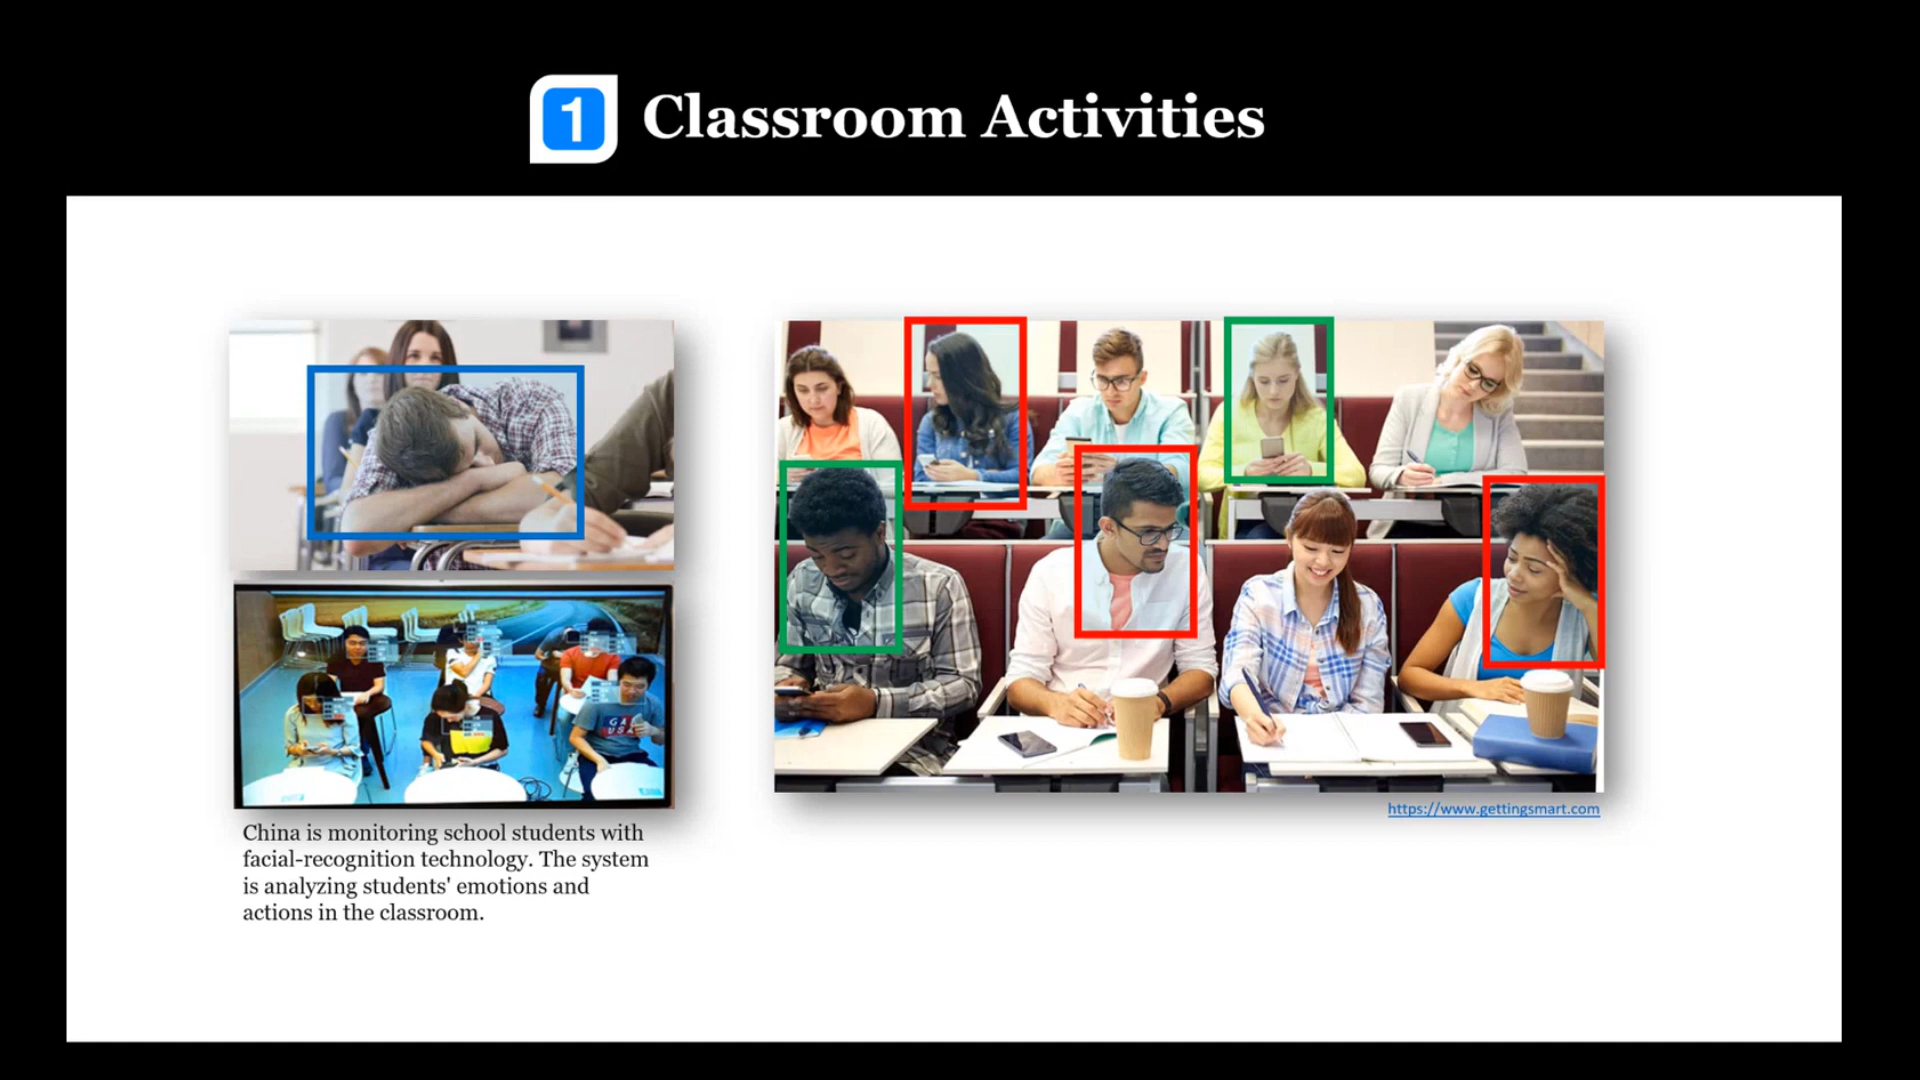 1 Classroom Activities
China is monitoring school students with
facial-recognition technology. The system
is analyzing students' emotions and
actions in the classroom.
https://www.gettingsmart.com